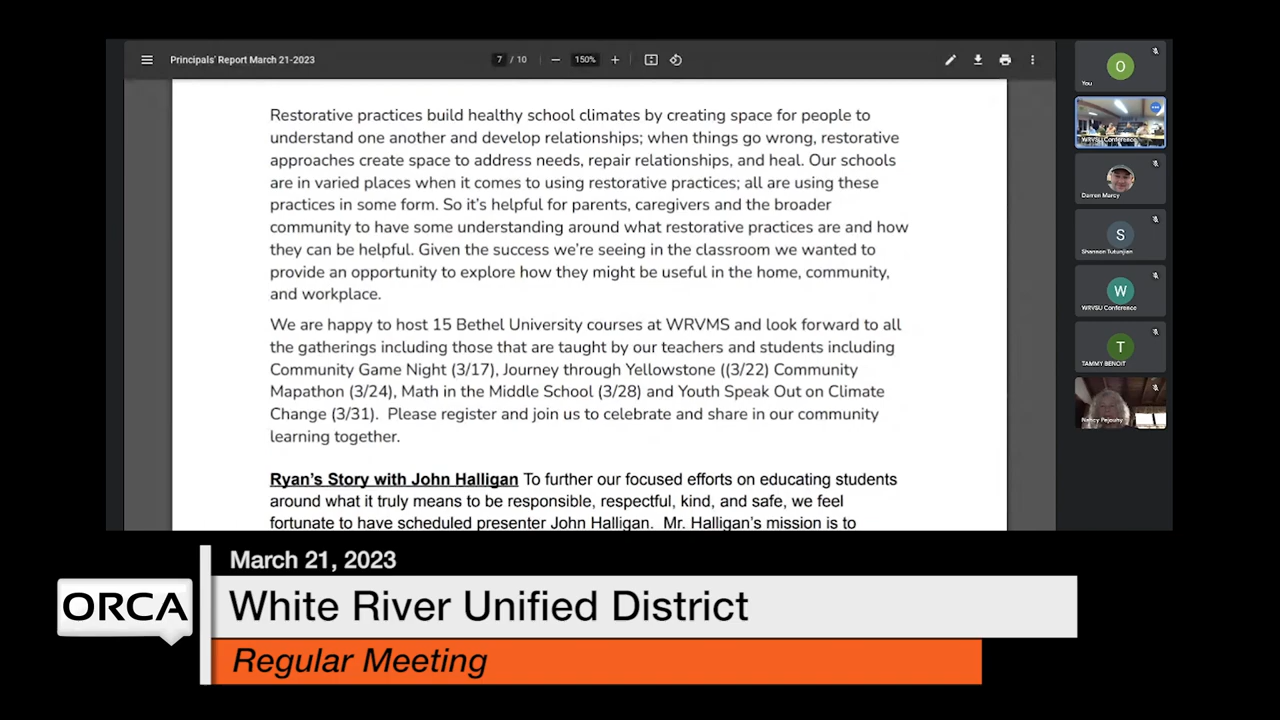 Principals' Report March 21-2023
7 / 10
150%
Restorative practices build healthy school climates by creating space for people to
understand one another and develop relationships; when things go wrong, restorative
approaches create space to address needs, repair relationships, and heal. Our schools
are in varied places when it comes to using restorative practices; all are using these
practices in some form. So it's helpful for parents, caregivers and the broader
community to have some understanding around what restorative practices are and how
they can be helpful. Given the success we're seeing in the classroom we wanted to
provide an opportunity to explore how they might be useful in the home, community,
and workplace.
We are happy to host 15 Bethel University courses at WRVMS and look forward to all
the gatherings including those that are taught by our teachers and students including
Community Game Night (3/17), Journey through Yellowstone ((3/22) Community
Mapathon (3/24), Math in the Middle School (3/28) and Youth Speak Out on Climate
Change (3/31). Please register and join us to celebrate and share in our community
learning together.
Ryan's Story with John Halligan To further our focused efforts on educating students
around what it truly means to be responsible, respectful, kind, and safe, we feel
fortunate to have scheduled presenter John Halligan. Mr. Halligan's mission is to
O
You
WRVSU Conference
Darren Marcy
S
Shannon Tutunjian
W
WRVSU Conference
T
TAMMY BENOIT
Nancy Pejouhy
March 21, 2023
ORCA
White River Unified District
Regular Meeting